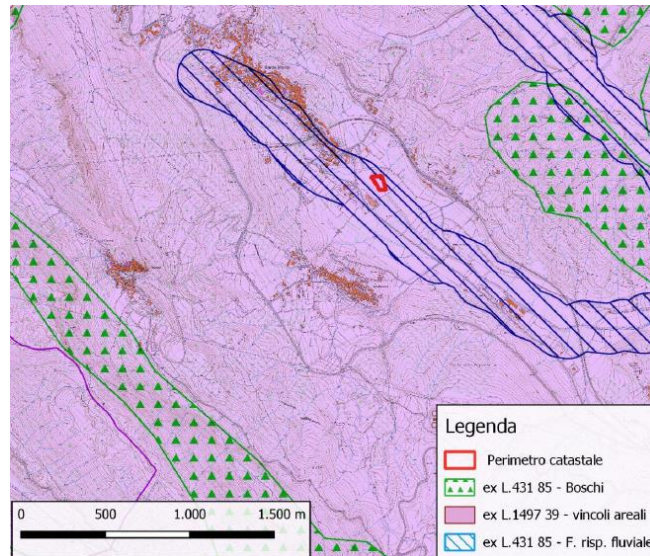 Legenda
Perimetro catastale
ex L.431 85 - Boschi
ex L.1497 39 - vincoli areali
ex L.431 85 - F. risp. fluviale
0 500 1.000 1.500 m